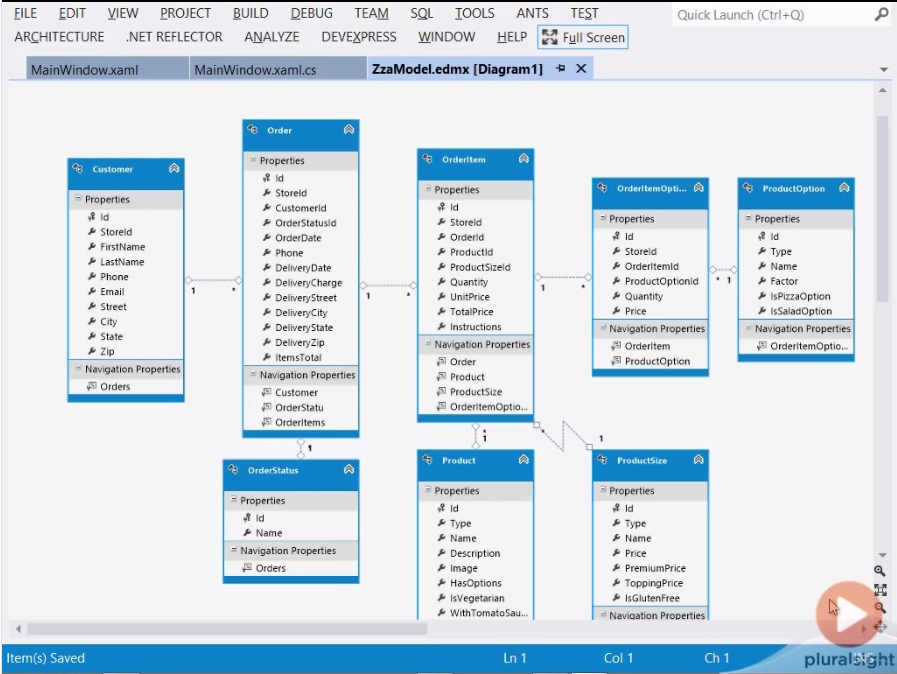 FILE EDIT VIEW PROJECT BUILD DEBUG TEAM SQL TOOLS ANTS TEST Quick Launch (Ctrl+Q)
ARCHITECTURE .NET REFLECTOR ANALYZE DEVEXPRESS WINDOW HELP Full Screen
MainWindow.xaml MainWindow.xaml.cs ZzaModel.edmx [Diagram1]
Customer
Properties
Id
StoreId
FirstName
LastName
Phone
Email
Street
City
State
Zip
Navigation Properties
Orders
1 *
Order
Properties
Id
StoreId
CustomerId
OrderStatusId
OrderDate
Phone
DeliveryDate
DeliveryCharge
DeliveryStreet
DeliveryCity
DeliveryState
DeliveryZip
ItemsTotal
Navigation Properties
Customer
OrderStatu
OrderItems
1
OrderStatus
Properties
Id
Name
Navigation Properties
Orders
1 *
OrderItem
Properties
Id
StoreId
OrderId
ProductId
ProductSizeId
Quantity
UnitPrice
TotalPrice
Instructions
Navigation Properties
Order
Product
ProductSize
OrderItemOptio...
*
1
Product
Properties
Id
Type
Name
Description
Image
HasOptions
IsVegetarian
WithTomatoSau...
1 *
OrderItemOpti...
Properties
Id
StoreId
OrderItemId
ProductOptionId
Quantity
Price
Navigation Properties
OrderItem
ProductOption
* 1
ProductOption
Properties
Id
Type
Name
Factor
IsPizzaOption
IsSaladOption
Navigation Properties
OrderItemOptio...
* 1
ProductSize
Properties
Id
Type
Name
Price
PremiumPrice
ToppingPrice
IsGlutenFree
Navigation Properties
Item(s) Saved Ln 1 Col 1 Ch 1
pluralsight